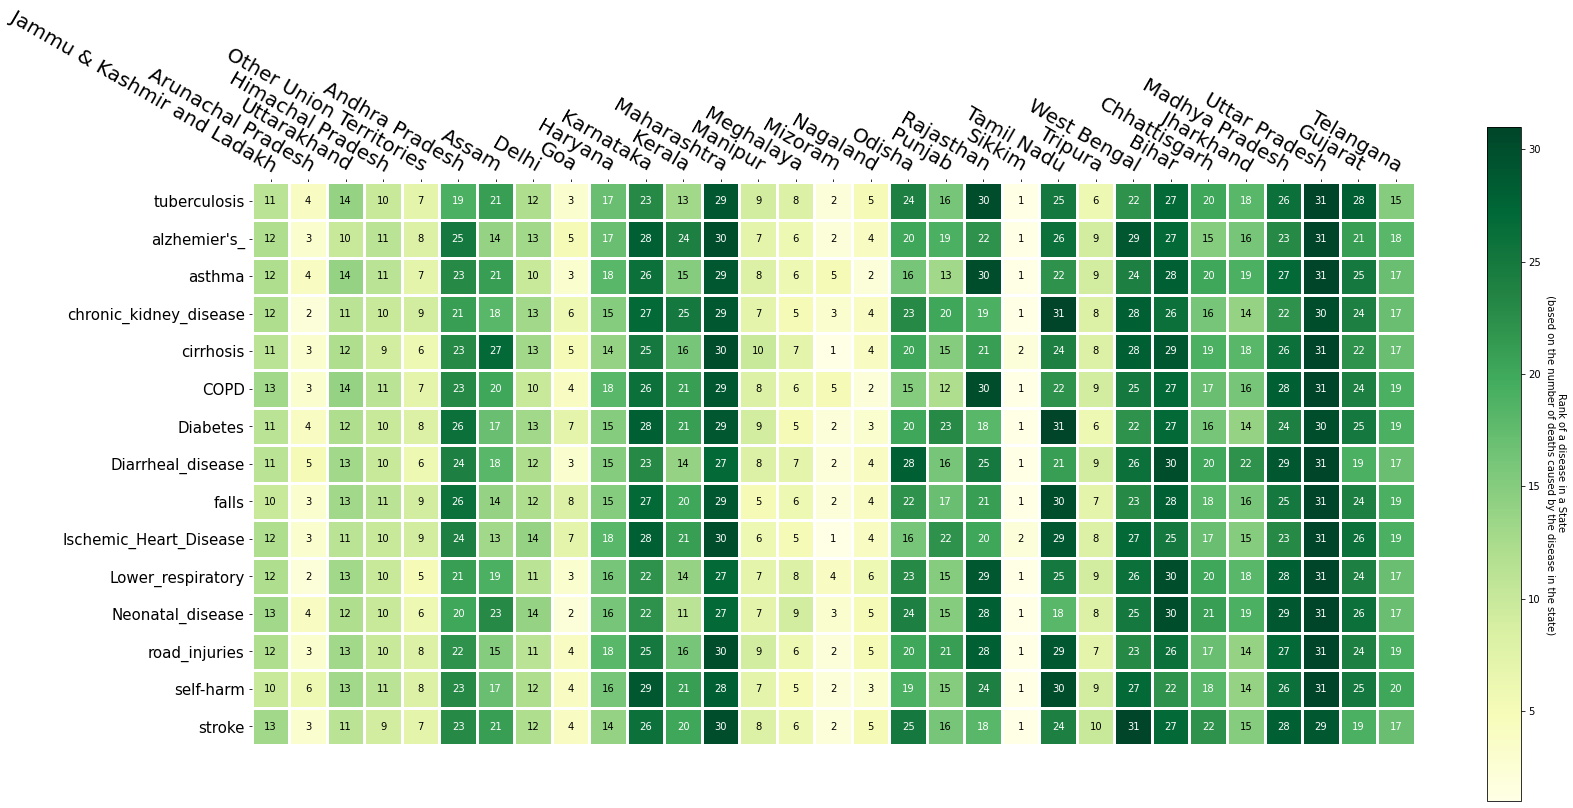 Jammu & Kashmir and Ladakh
Arunachal Pradesh
Uttarakhand
Himachal Pradesh
Other Union Territories
Andhra Pradesh
Assam
Delhi
Goa
Haryana
Karnataka
Kerala
Maharashtra
Manipur
Meghalaya
Mizoram
Nagaland
Odisha
Punjab
Rajasthan
Sikkim
Tamil Nadu
Tripura
West Bengal
Bihar
Chhattisgarh
Jharkhand
Madhya Pradesh
Uttar Pradesh
Gujarat
Telangana
tuberculosis 11 4 14 10 7 19 21 12 3 17 23 13 29 9 8 2 5 24 16 30 1 25 6 22 27 20 18 26 31 28 15
alzhemier's_ 12 3 10 11 8 25 14 13 5 17 28 24 30 7 6 2 4 20 19 22 1 26 9 29 27 15 16 23 31 21 18
asthma 12 4 14 11 7 23 21 10 3 18 26 15 29 8 6 5 2 16 13 30 1 22 9 24 28 20 19 27 31 25 17
chronic_kidney_disease 12 2 11 10 9 21 18 13 6 15 27 25 29 7 5 3 4 23 20 19 1 31 8 28 26 16 14 22 30 24 17
cirrhosis 11 3 12 9 6 23 27 13 5 14 25 16 30 10 7 1 4 20 15 21 2 24 8 28 29 19 18 26 31 22 17
COPD 13 3 14 11 7 23 20 10 4 18 26 21 29 8 6 5 2 15 12 30 1 22 9 25 27 17 16 28 31 24 19
Diabetes 11 4 12 10 8 26 17 13 7 15 28 21 29 9 5 2 3 20 23 18 1 31 6 22 27 16 14 24 30 25 19
Diarrheal_disease 11 5 13 10 6 24 18 12 3 15 23 14 27 8 7 2 4 28 16 25 1 21 9 26 30 20 22 29 31 19 17
falls 10 3 13 11 9 26 14 12 8 15 27 20 29 5 6 2 4 22 17 21 1 30 7 23 28 18 16 25 31 24 19
Ischemic_Heart_Disease 12 3 11 10 9 24 13 14 7 18 28 21 30 6 5 1 4 16 22 20 2 29 8 27 25 17 15 23 31 26 19
Lower_respiratory 12 2 13 10 5 21 19 11 3 16 22 14 27 7 8 4 6 23 15 29 1 25 9 26 30 20 18 28 31 24 17
Neonatal_disease 13 4 12 10 6 20 23 14 2 16 22 11 27 7 9 3 5 24 15 28 1 18 8 25 30 21 19 29 31 26 17
road_injuries 12 3 13 10 8 22 15 11 4 18 25 16 30 9 6 2 5 20 21 28 1 29 7 23 26 17 14 27 31 24 19
self-harm 10 6 13 11 8 23 17 12 4 16 29 21 28 7 5 2 3 19 15 24 1 30 9 27 22 18 14 26 31 25 20
stroke 13 3 11 9 7 23 21 12 4 14 26 20 30 8 6 2 5 25 16 18 1 24 10 31 27 22 15 28 29 19 17
30
25
20
15
10
5
Rank of a disease in a State
(based on the number of deaths caused by the disease in the state)